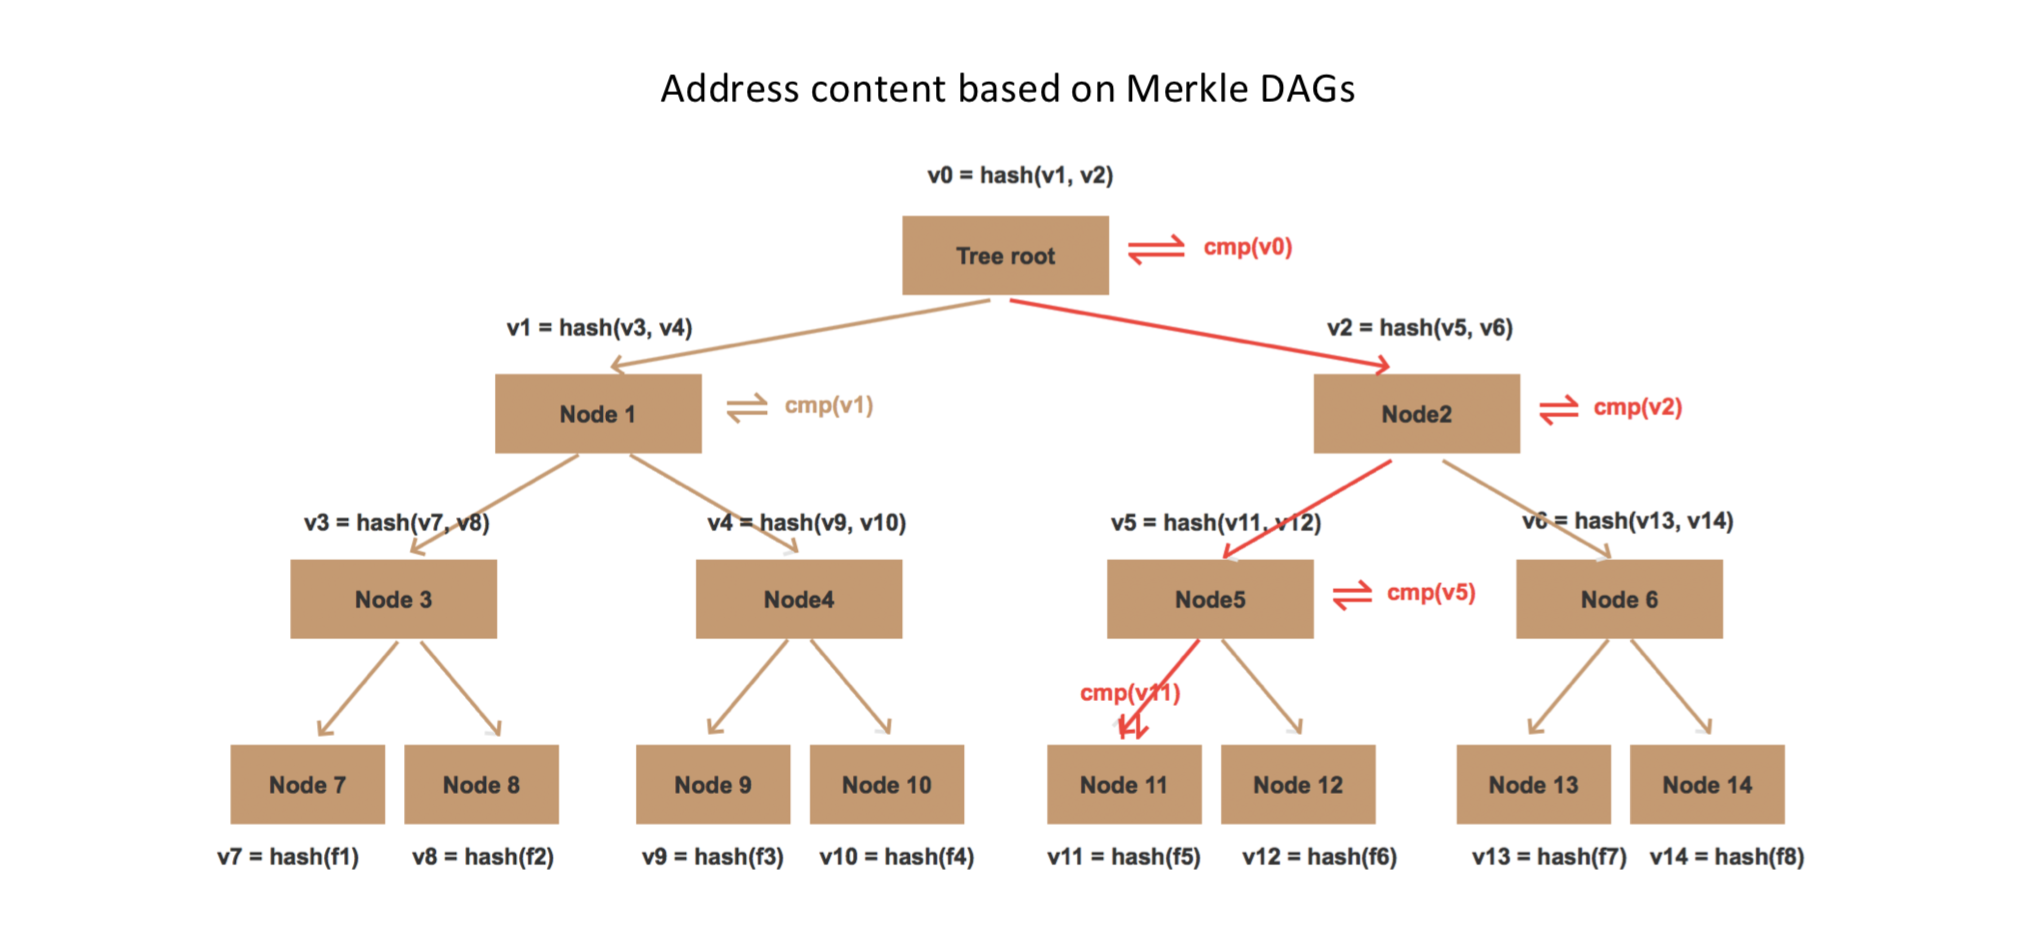 Address content based on Merkle DAGs
v0 = hash(v1, v2)
Tree root
cmp(v0)
v1 = hash(v3, v4)
v2 = hash(v5, v6)
Node 1
cmp(v1)
Node2
cmp(v2)
v3 = hash(v7, v8)
v4 = hash(v9, v10)
v5 = hash(v11, v12)
v6 = hash(v13, v14)
Node 3
Node4
Node5
cmp(v5)
Node 6
cmp(v11)
Node 7
Node 8
Node 9
Node 10
Node 11
Node 12
Node 13
Node 14
v7 = hash(f1)
v8 = hash(f2)
v9 = hash(f3)
v10 = hash(f4)
v11 = hash(f5)
v12 = hash(f6)
v13 = hash(f7)
v14 = hash(f8)